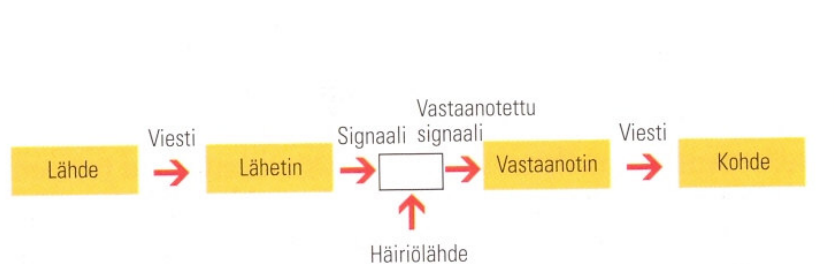 Lähde
Viesti
Lähetin
Signaali
Vastaanotettu
signaali
Vastaanotin
Viesti
Kohde
Häiriölähde